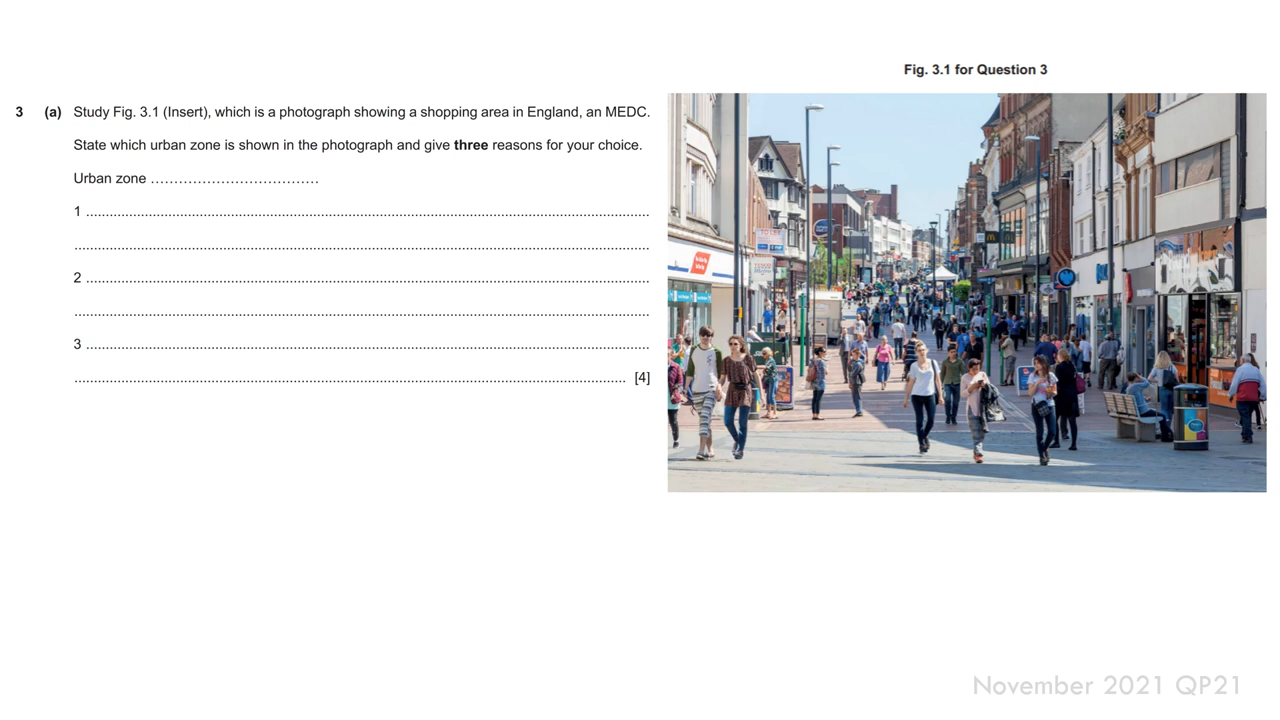 Fig. 3.1 for Question 3
3 (a) Study Fig. 3.1 (Insert), which is a photograph showing a shopping area in England, an MEDC.
State which urban zone is shown in the photograph and give three reasons for your choice.
Urban zone ....................................
1 ................................................................................
................................................................................
2 ................................................................................
................................................................................
3 ................................................................................
................................................................................ [4]
November 2021 QP21